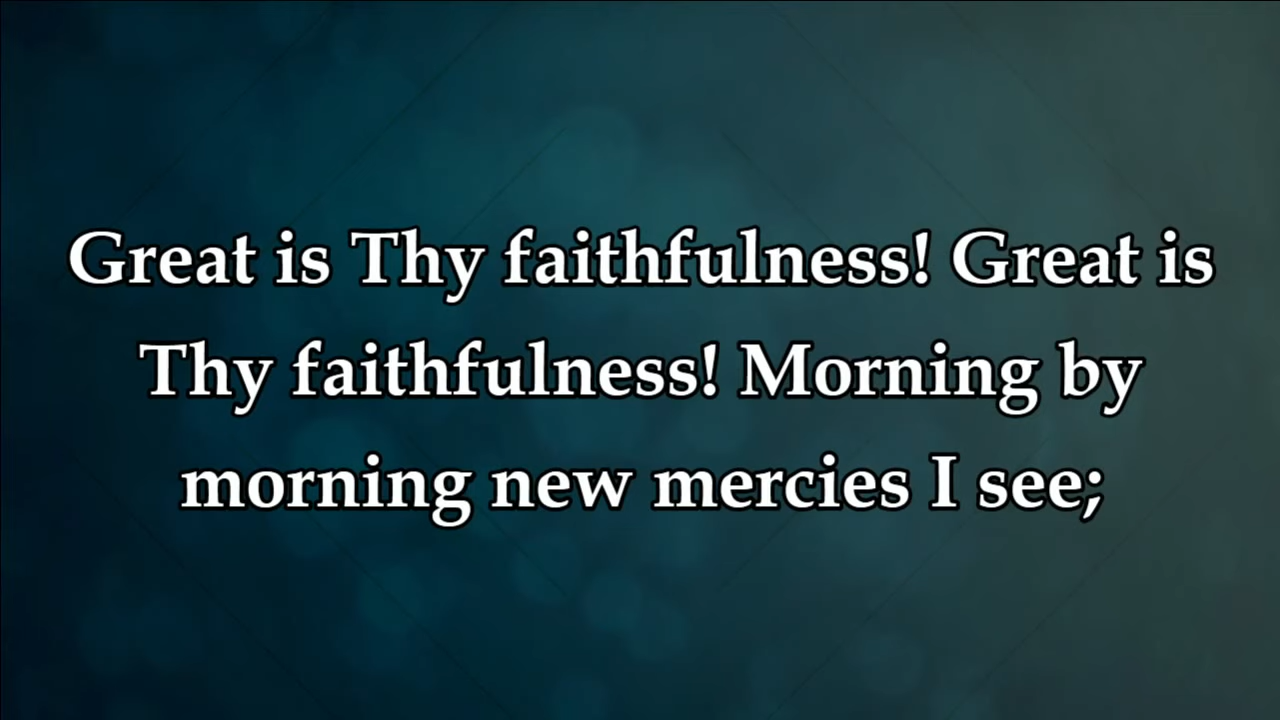 Great is Thy faithfulness! Great is
Thy faithfulness! Morning by
morning new mercies I see;